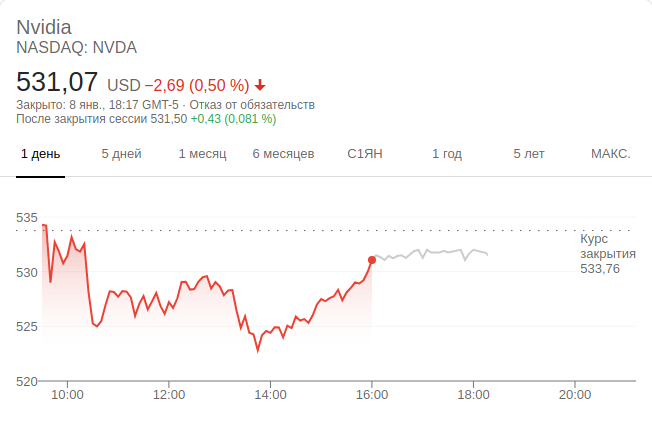 Nvidia
NASDAQ: NVDA
531,07 USD −2,69 (0,50 %)
Закрыто: 8 янв., 18:17 GMT-5 · Отказ от обязательств
После закрытия сессии 531,50 +0,43 (0,081 %)
1 день 5 дней 1 месяц 6 месяцев С1ЯН 1 год 5 лет МАКС.
535
Курс
закрытия
533,76
530
525
520
10:00 12:00 14:00 16:00 18:00 20:00